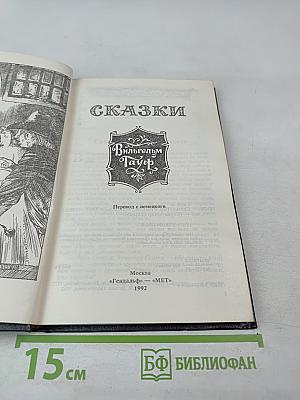 СКАЗКИ
Вильгельм
Гауф
Перевод с немецкого
Москва
«Гендальф» — «МЕТ»
1992
15 см
БФ БИБЛИОФАН